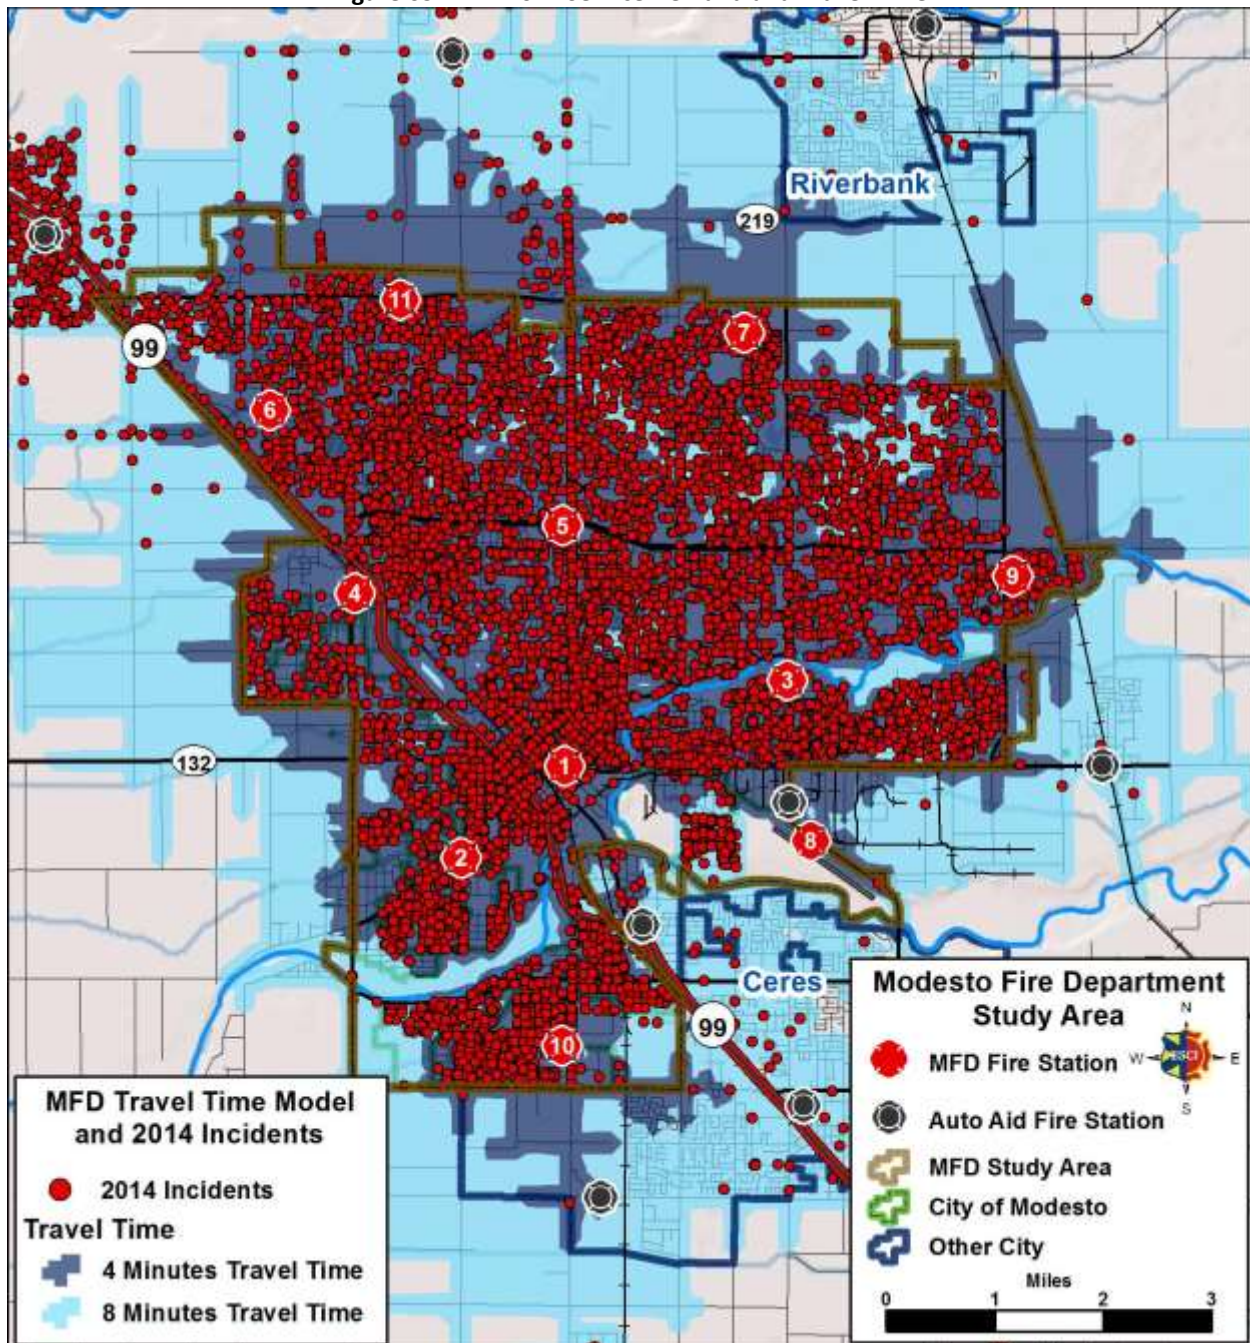 Riverbank
219
11
7
99
6
5
4
9
3
132
1
8
2
Ceres
99
10
Modesto Fire Department
Study Area
N
W
E
S
MFD Fire Station
Auto Aid Fire Station
MFD Study Area
City of Modesto
Other City
Miles
0 1 2 3
MFD Travel Time Model
and 2014 Incidents
2014 Incidents
Travel Time
4 Minutes Travel Time
8 Minutes Travel Time